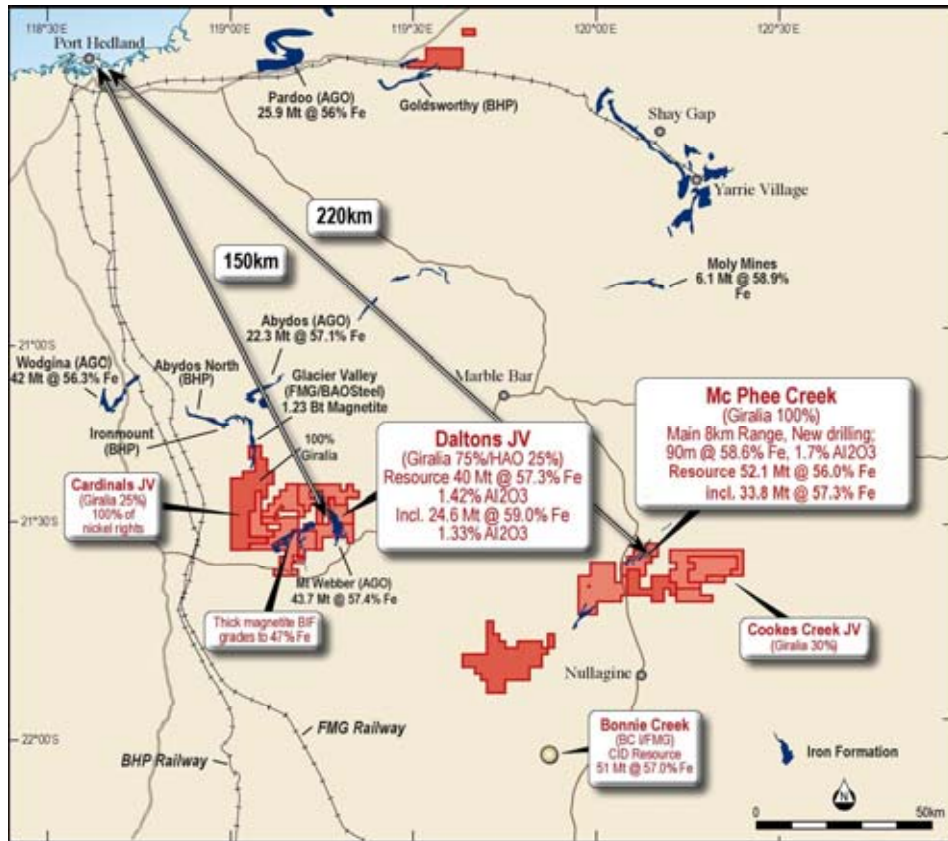 118°30'E
119°00'
119°30'
120°00'
120°30'
Port Hedland
Pardoo (AGO)
25.9 Mt @ 56% Fe
Goldsworthy (BHP)
Shay Gap
Yarrie Village
220km
150km
Moly Mines
6.1 Mt @ 58.9%
Fe
21°00'S
Abydos (AGO)
22.3 Mt @ 57.1% Fe
Wodgina (AGO)
42 Mt @ 56.3% Fe
Abydos North
(BHP)
Glacier Valley
(FMG/BAOSteel)
1.23 Bt Magnetite
Marble Bar
Ironmount
(BHP)
100%
Giralia
Mc Phee Creek
(Giralia 100%)
Main 8km Range, New drilling;
90m @ 58.6% Fe, 1.7% Al2O3
Resource 52.1 Mt @ 56.0% Fe
incl. 33.8 Mt @ 57.3% Fe
Daltons JV
(Giralia 75%/HAO 25%)
Resource 40 Mt @ 57.3% Fe
1.42% Al2O3
Incl. 24.6 Mt @ 59.0% Fe
1.33% Al2O3
Cardinals JV
(Giralia 25%)
100% of
nickel rights
21°30'S
Mt Webber (AGO)
43.7 Mt @ 57.4% Fe
Thick magnetite BIF
grades to 47% Fe
Cookes Creek JV
(Giralia 30%)
Nullagine
22°00'S
FMG Railway
BHP Railway
Bonnie Creek
(BC I/FMG)
CID Resource
51 Mt @ 57.0% Fe
Iron Formation
N
0
50km